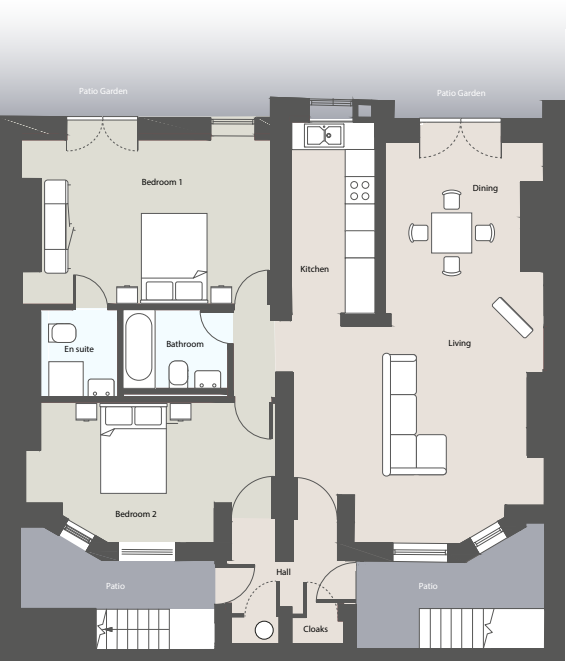 Patio Garden
Patio Garden
Bedroom 1
Dining
Kitchen
Living
En suite
Bathroom
Bedroom 2
Hall
Patio
Patio
Cloaks